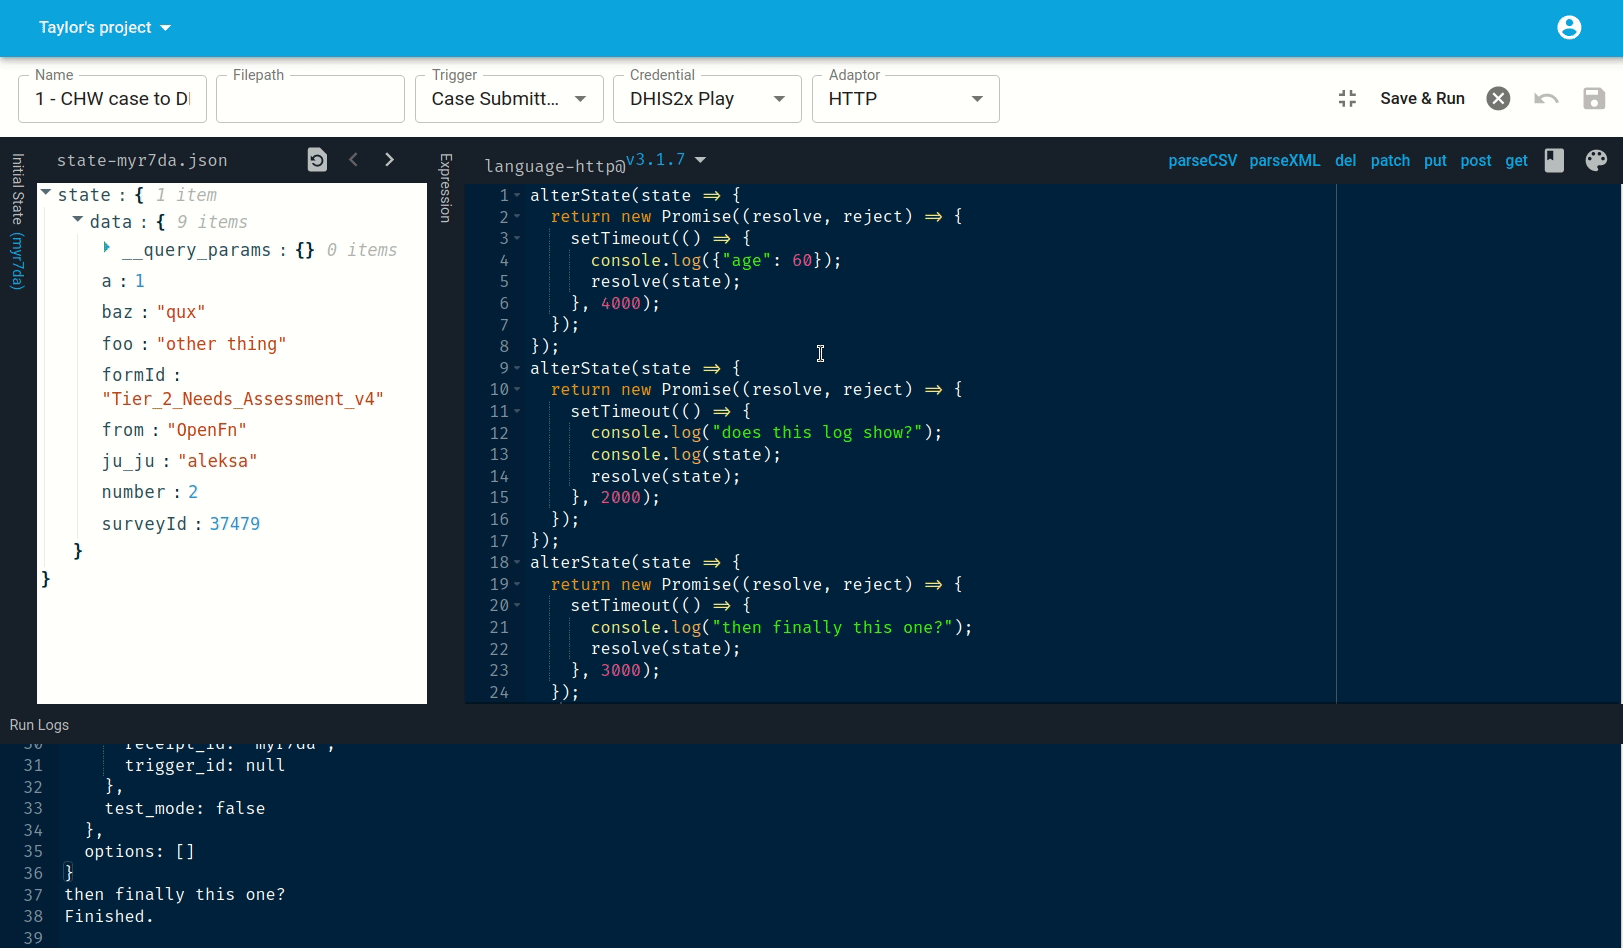 Taylor's project
Name
Filepath
Trigger
Credential
Adaptor
1 - CHW case to D
Case Submitt...
DHIS2x Play
HTTP
Save & Run
Initial State (myr7da)
state-myr7da.json
state : { 1 item
data : { 9 items
__query_params : {} 0 items
a : 1
baz : "qux"
foo : "other thing"
formId :
"Tier_2_Needs_Assessment_v4"
from : "OpenFn"
ju_ju : "aleksa"
number : 2
surveyId : 37479
}
}
Expression
language-http@v3.1.7
parseCSV parseXML del patch put post get
1 alterState(state ⇒ {
2 return new Promise((resolve, reject) ⇒ {
3 setTimeout(() ⇒ {
4 console.log({"age": 60});
5 resolve(state);
6 }, 4000);
7 });
8 });
9 alterState(state ⇒ {
10 return new Promise((resolve, reject) ⇒ {
11 setTimeout(() ⇒ {
12 console.log("does this log show?");
13 console.log(state);
14 resolve(state);
15 }, 2000);
16 });
17 });
18 alterState(state ⇒ {
19 return new Promise((resolve, reject) ⇒ {
20 setTimeout(() ⇒ {
21 console.log("then finally this one?");
22 resolve(state);
23 }, 3000);
24 });
Run Logs
30 receipt_id: 'myr7da',
31 trigger_id: null
32 },
33 test_mode: false
34 },
35 options: []
36 }
37 then finally this one?
38 Finished.
39